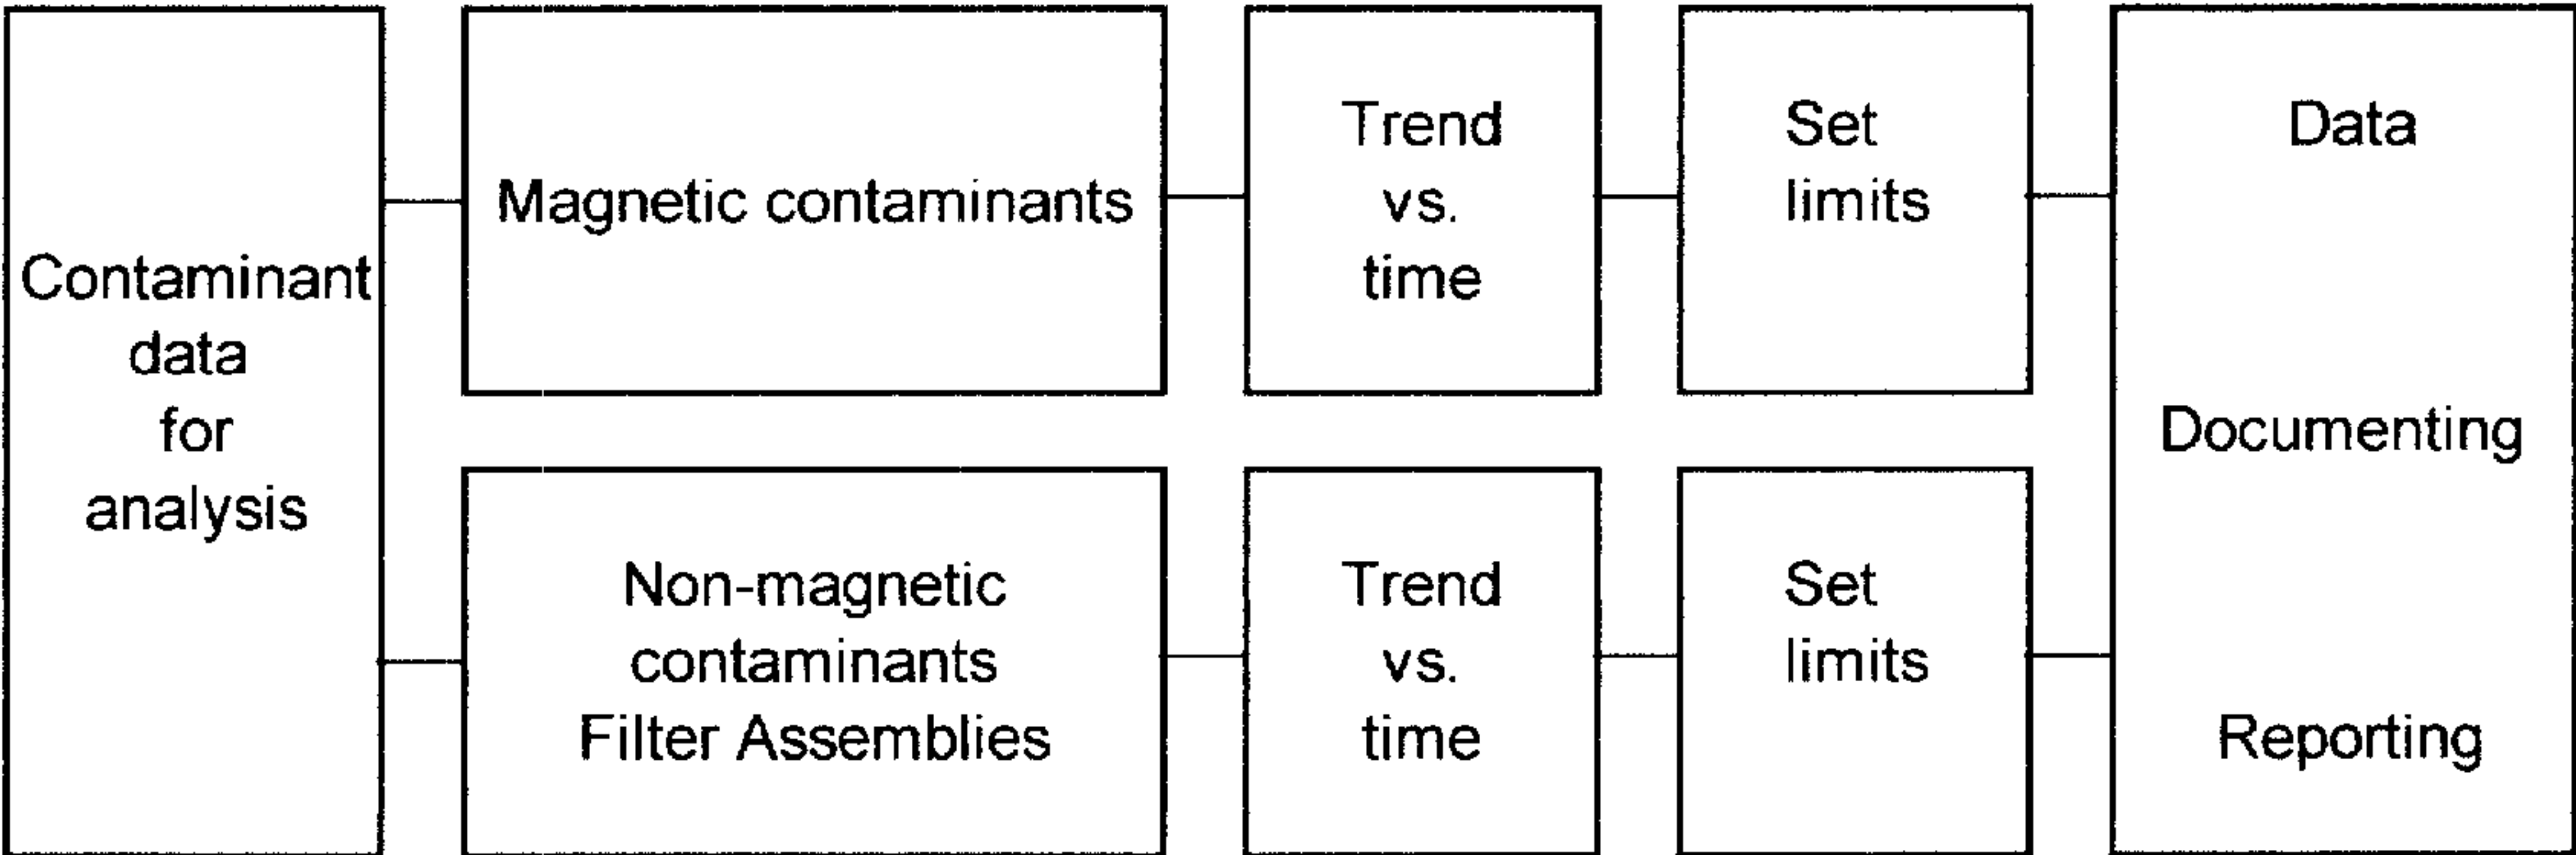 Contaminant
data
for
analysis
Magnetic contaminants
Trend
vs.
time
Set
limits
Non-magnetic
contaminants
Filter Assemblies
Trend
vs.
time
Set
limits
Data
Documenting
Reporting